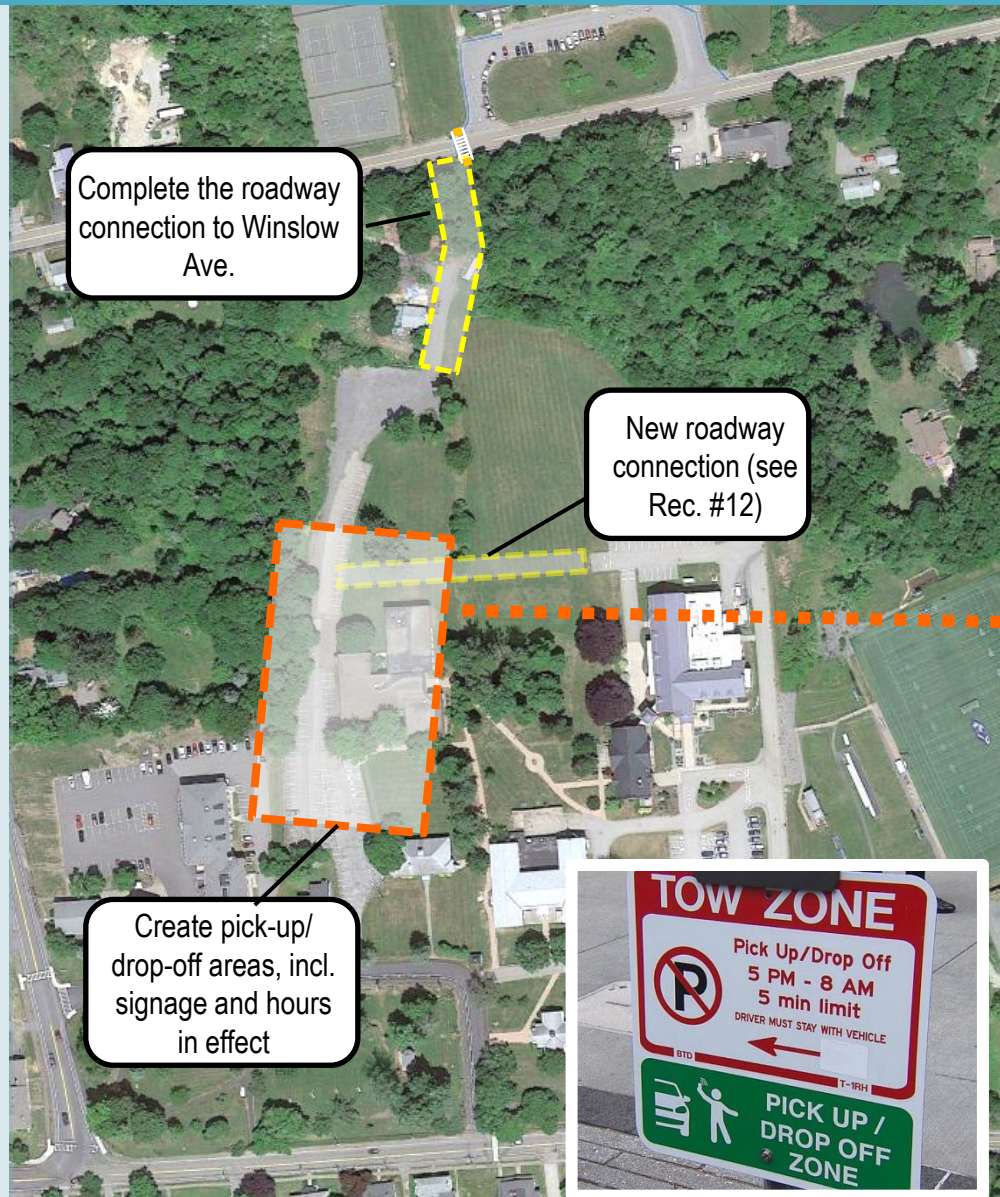 Complete the roadway
connection to Winslow
Ave.
New roadway
connection (see
Rec. #12)
Create pick-up/
drop-off areas, incl.
signage and hours
in effect
TOW ZONE
P
Pick Up/Drop Off
5 PM - 8 AM
5 min limit
DRIVER MUST STAY WITH VEHICLE
BTD
T-1RH
PICK UP /
DROP OFF
ZONE